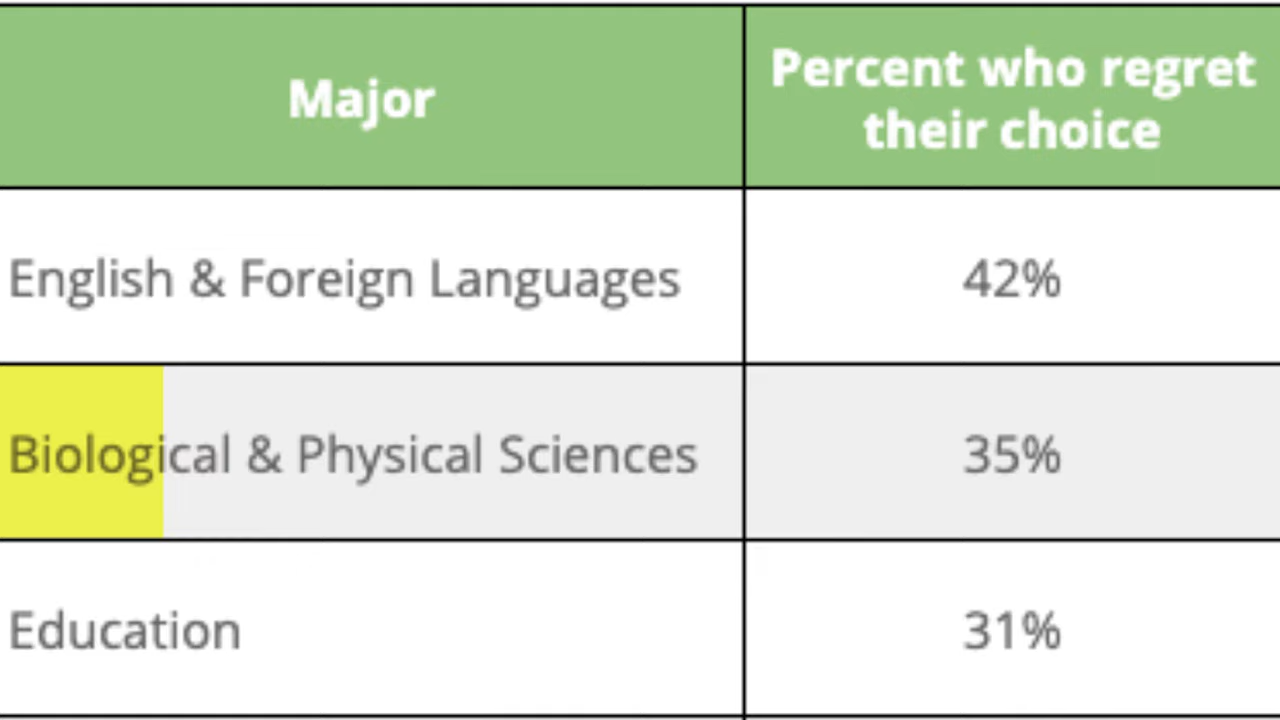 Major
Percent who regret
their choice
English & Foreign Languages
42%
Biological & Physical Sciences
35%
Education
31%